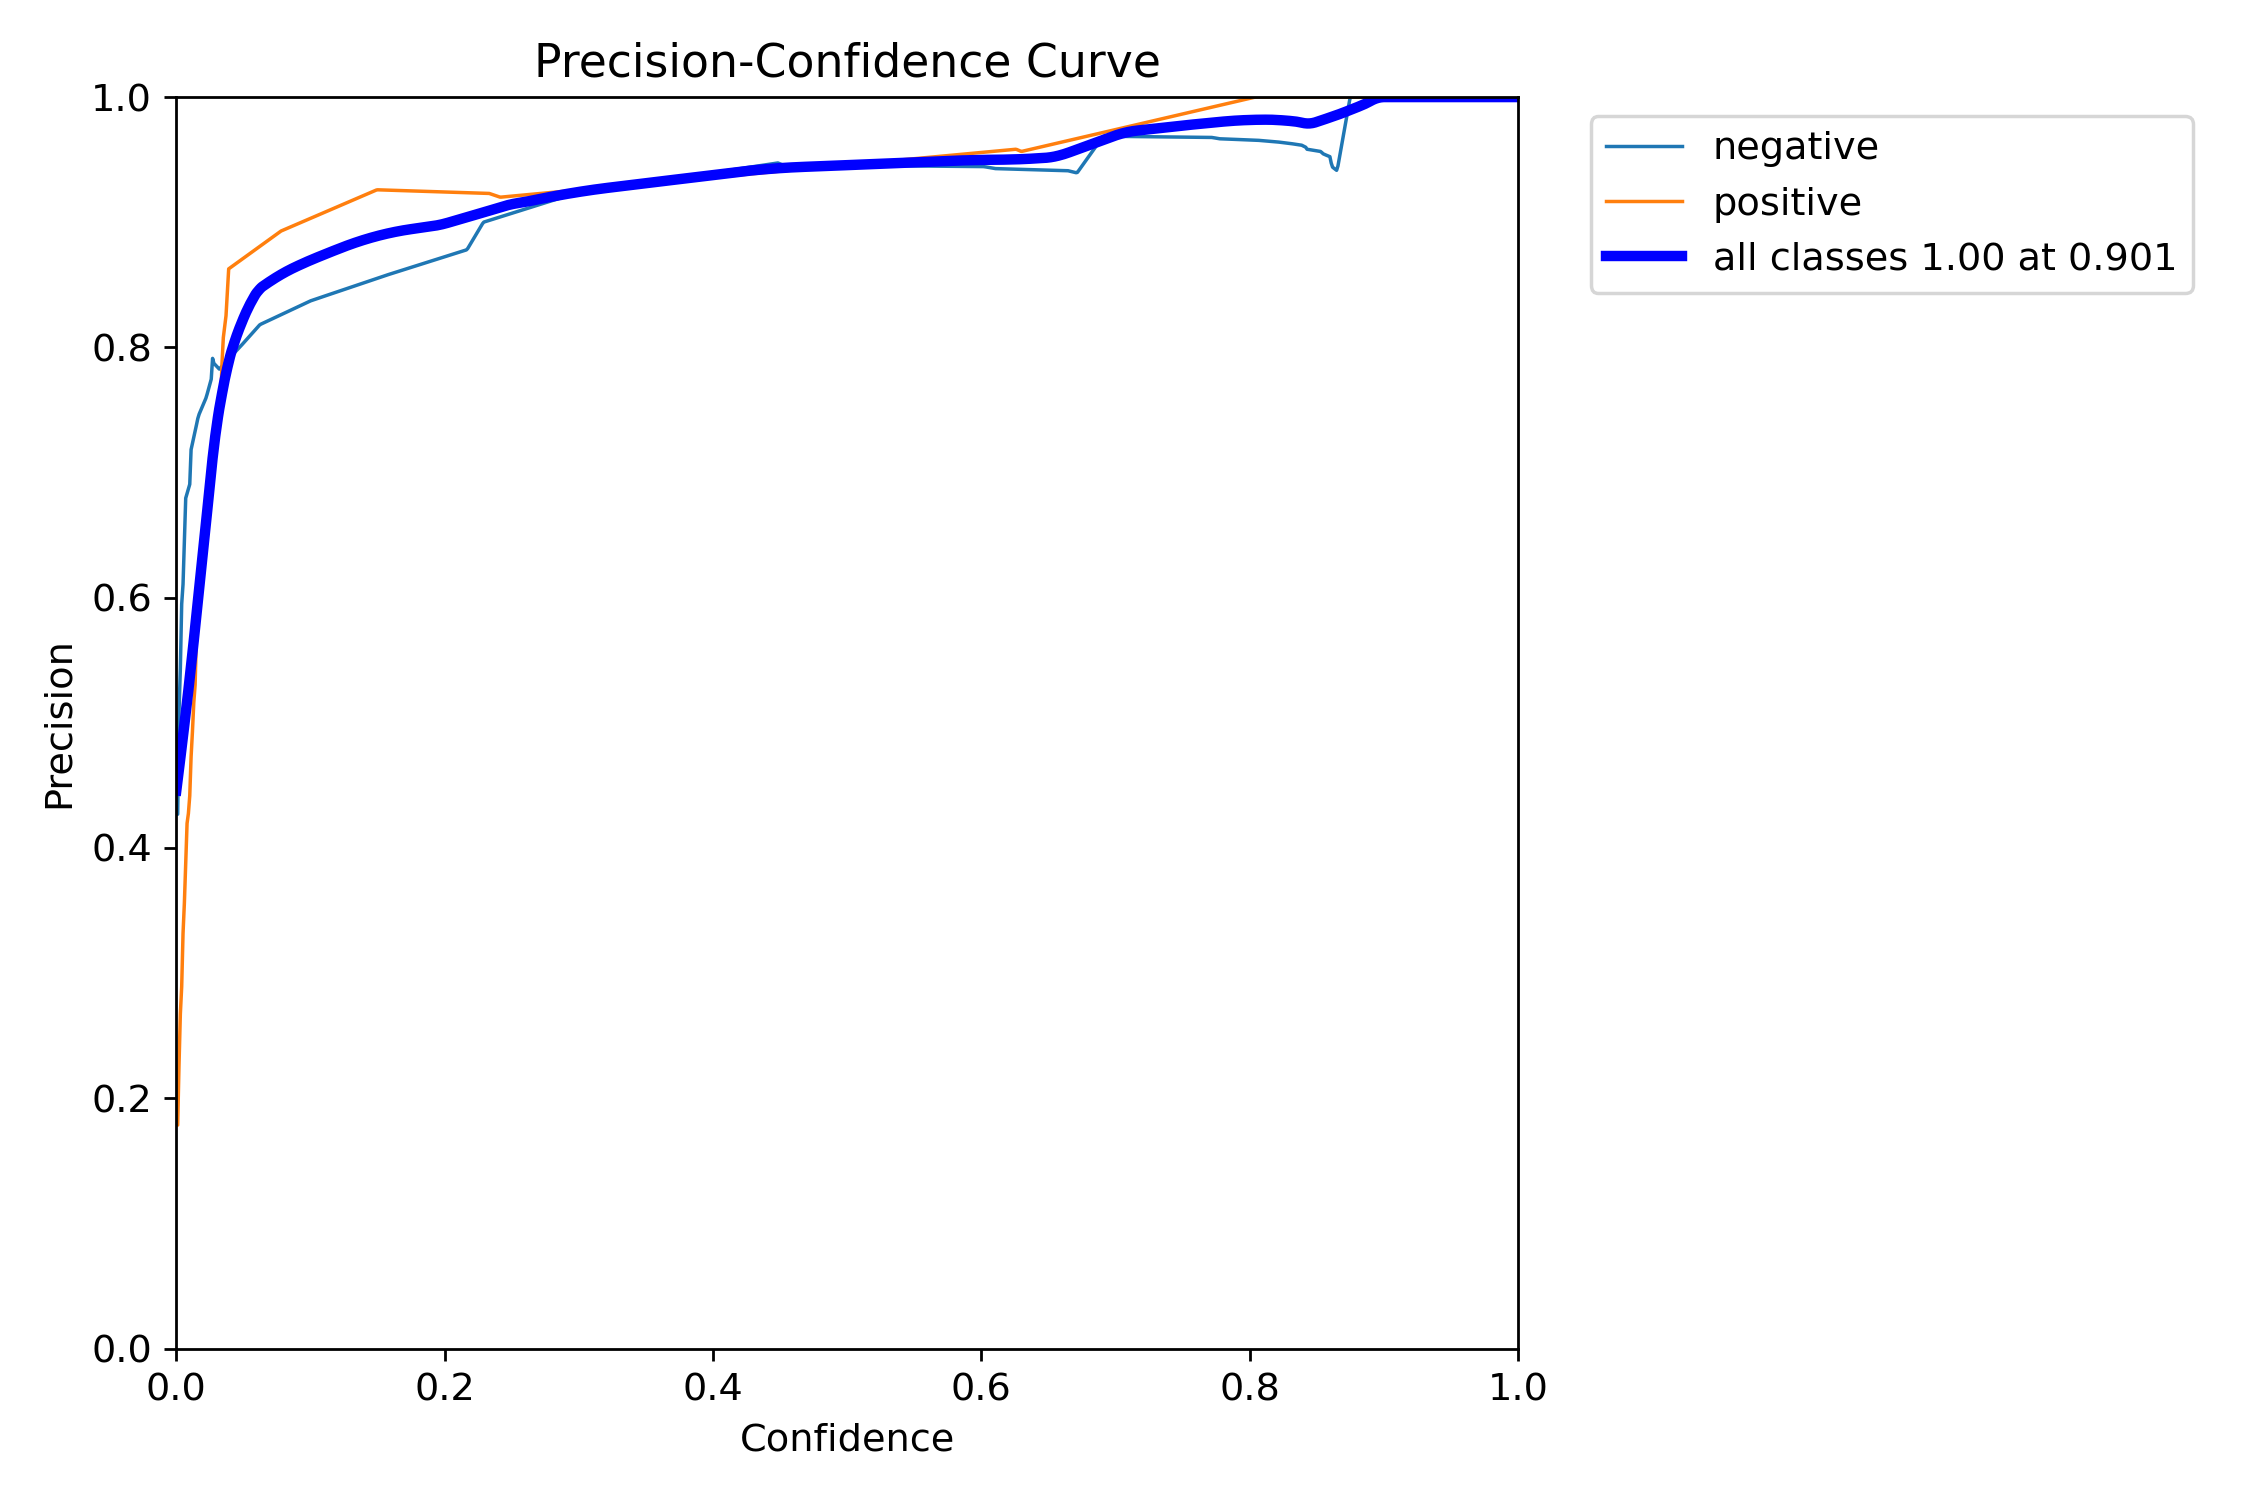 Precision-Confidence Curve
1.0
0.8
0.6
0.4
0.2
0.0
Precision
0.0 0.2 0.4 0.6 0.8 1.0
Confidence
negative
positive
all classes 1.00 at 0.901